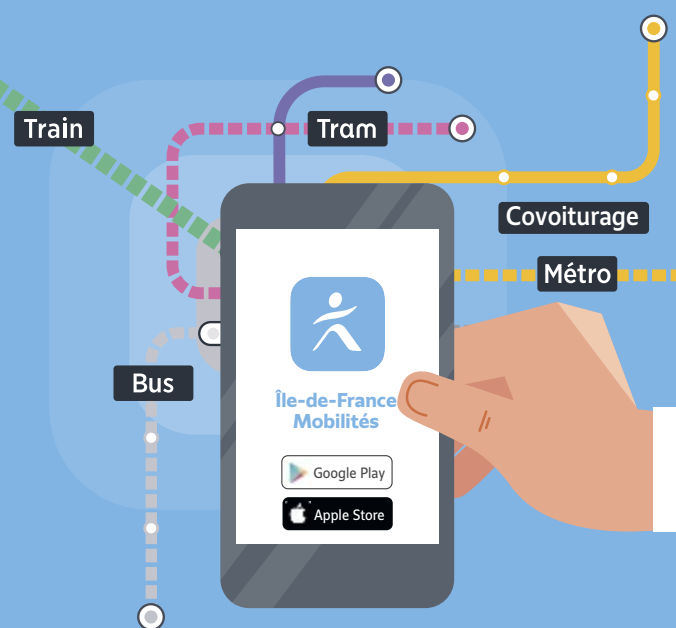 Train
Tram
Covoiturage
Métro
Bus
Île-de-France
Mobilités
Google Play
Apple Store